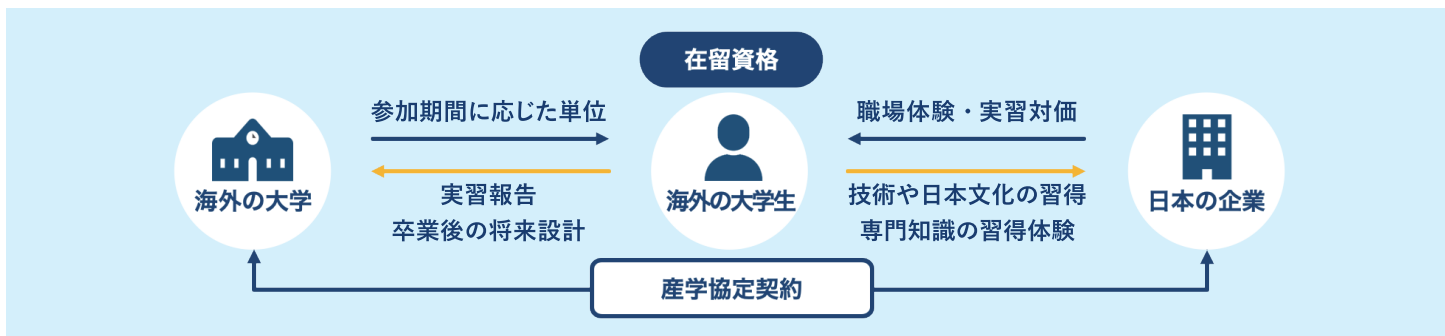 在留資格
参加期間に応じた単位
職場体験・実習対価
海外の大学
実習報告
卒業後の将来設計
海外の大学生
技術や日本文化の習得
専門知識の習得体験
日本の企業
産学協定契約